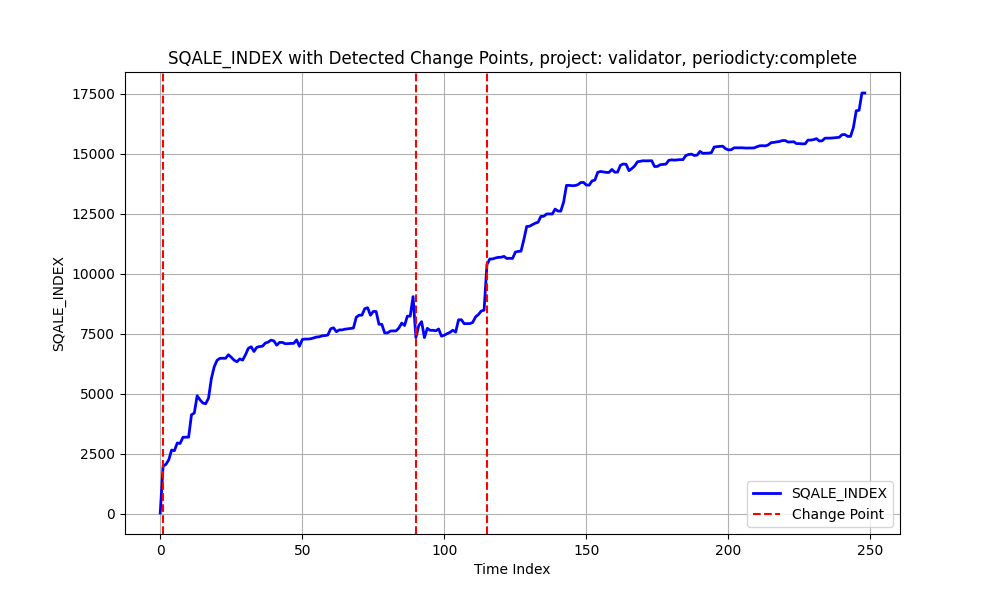 SQALE_INDEX with Detected Change Points, project: validator, periodicty:complete
17500
15000
12500
10000
7500
5000
2500
0
SQALE_INDEX
0 50 100 150 200 250
Time Index
SQALE_INDEX
Change Point